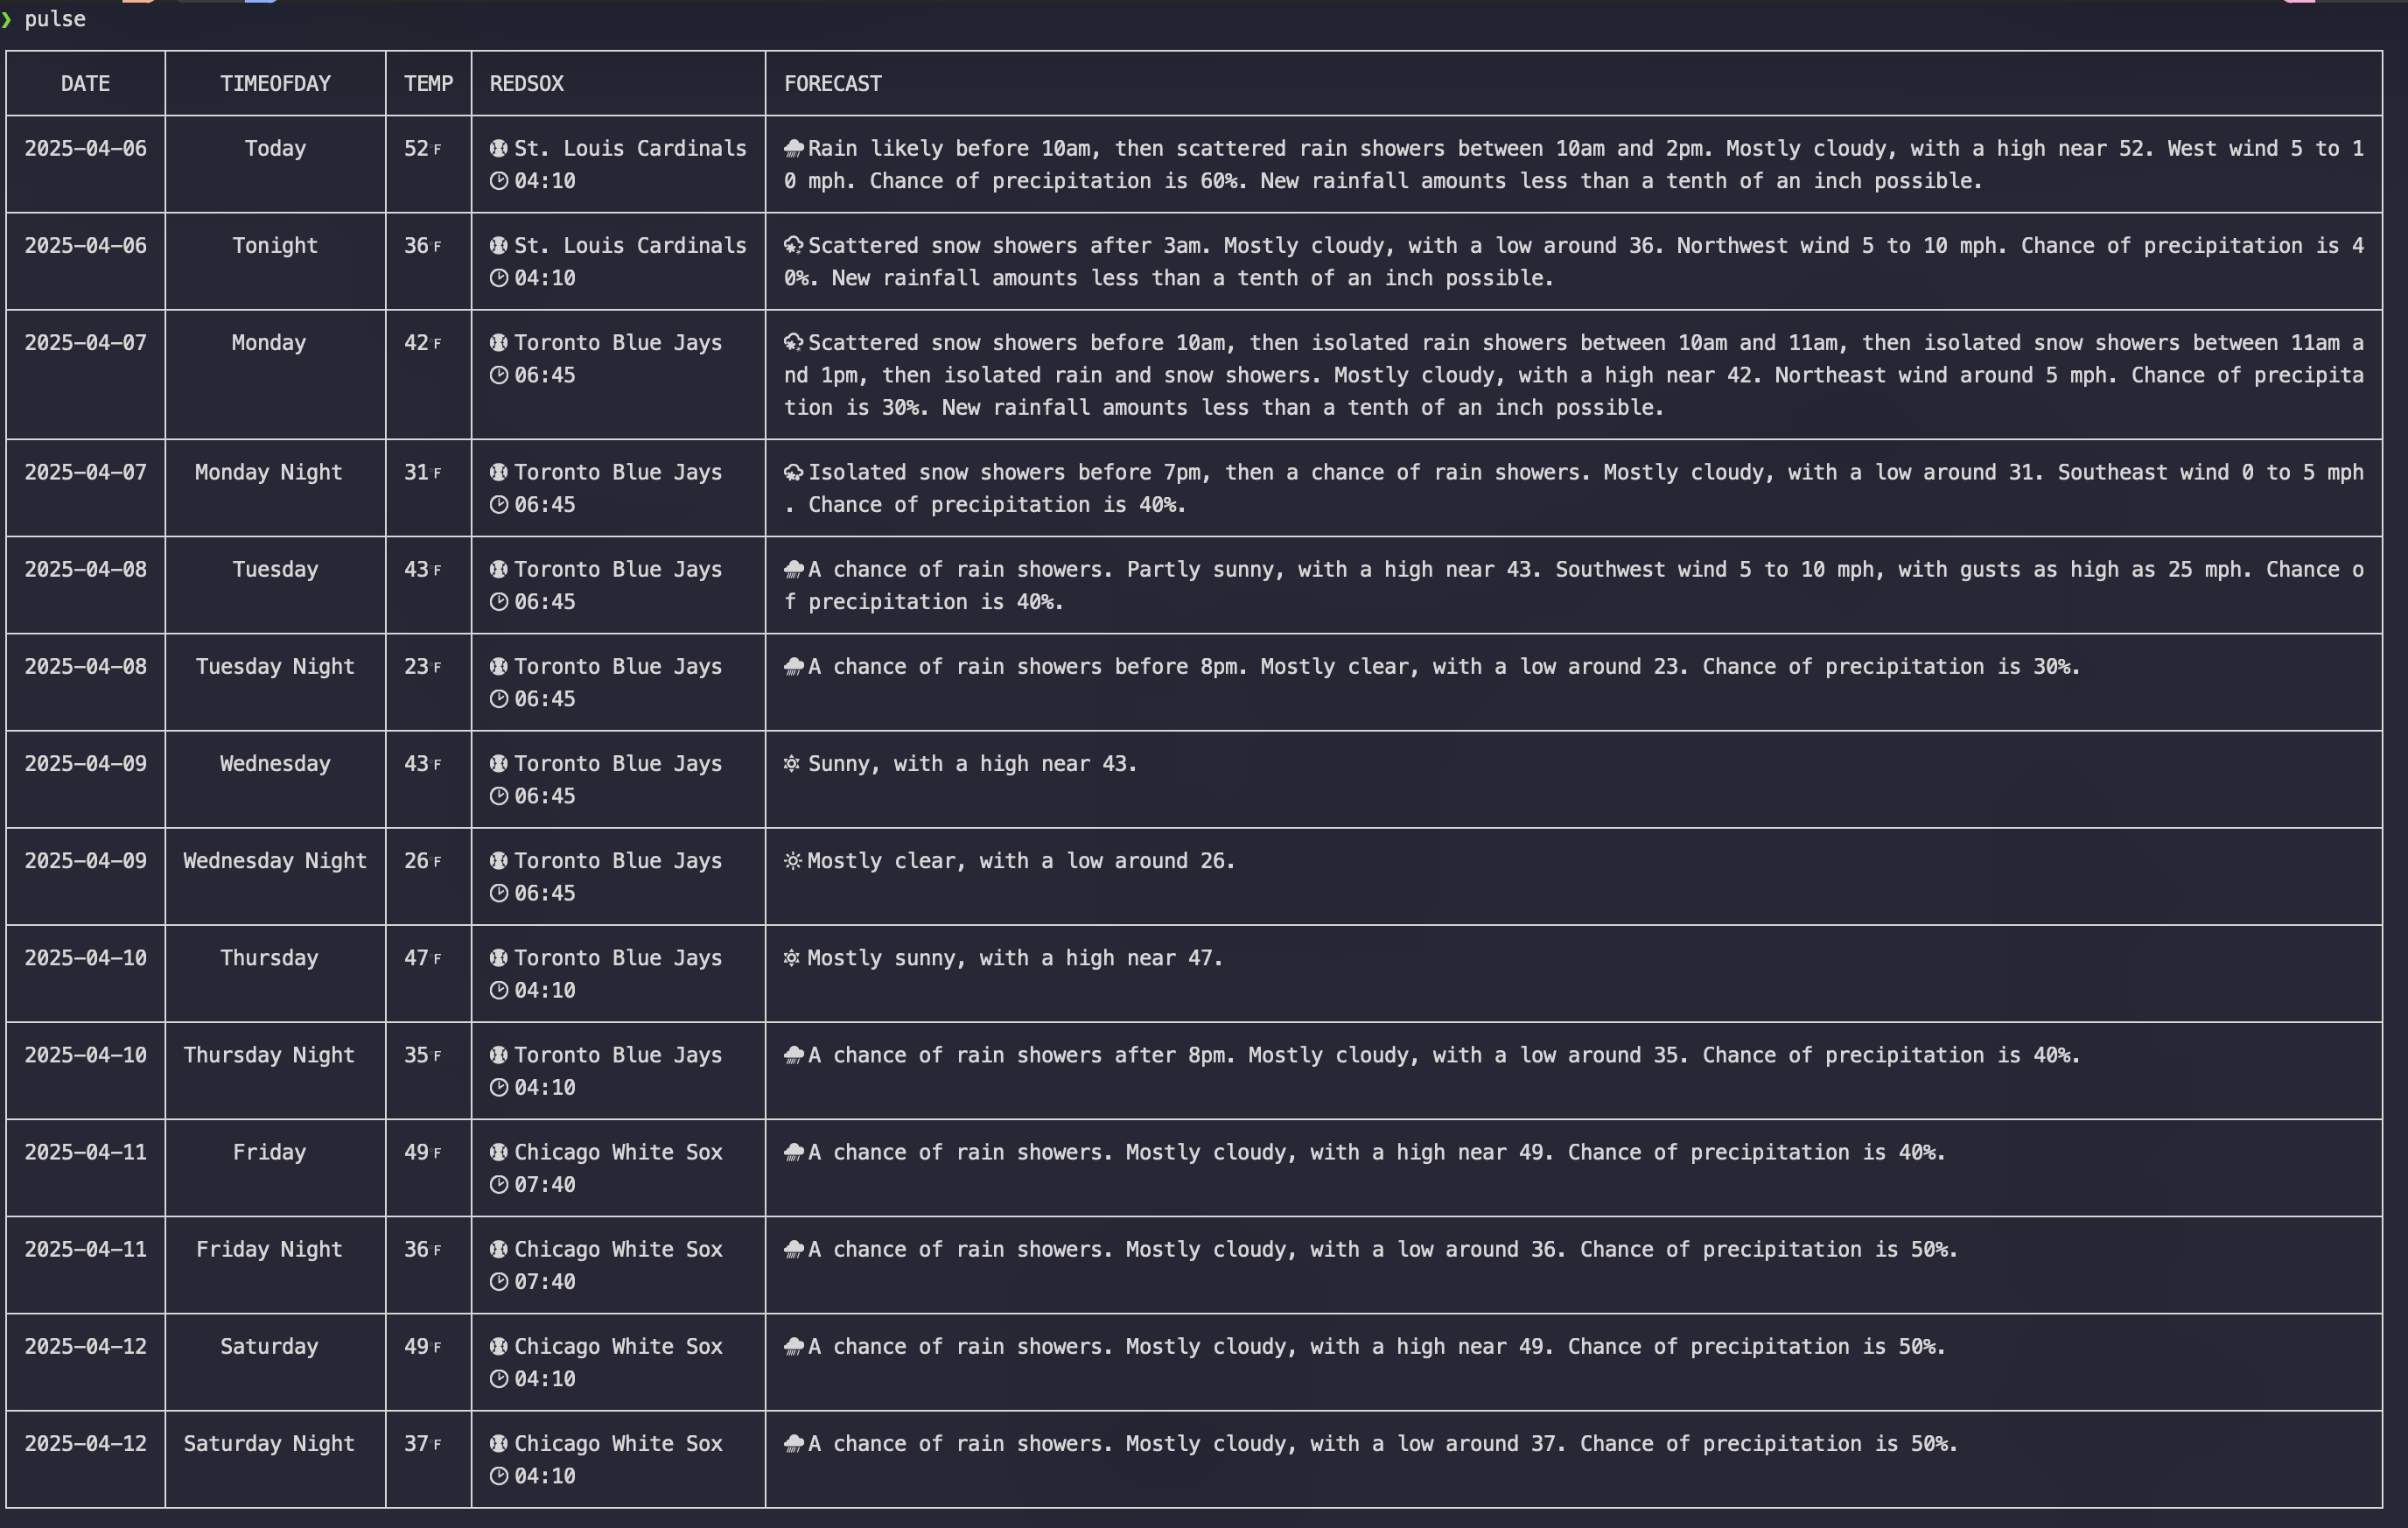 ❯ pulse
DATE TIMEOFDAY TEMP REDSOX FORECAST
2025-04-06 Today 52°F St. Louis Cardinals Rain likely before 10am, then scattered rain showers between 10am and 2pm. Mostly cloudy, with a high near 52. West wind 5 to 1
04:10 0 mph. Chance of precipitation is 60%. New rainfall amounts less than a tenth of an inch possible.
2025-04-06 Tonight 36°F St. Louis Cardinals Scattered snow showers after 3am. Mostly cloudy, with a low around 36. Northwest wind 5 to 10 mph. Chance of precipitation is 4
04:10 0%. New rainfall amounts less than a tenth of an inch possible.
2025-04-07 Monday 42°F Toronto Blue Jays Scattered snow showers before 10am, then isolated rain showers between 10am and 11am, then isolated snow showers between 11am a
06:45 nd 1pm, then isolated rain and snow showers. Mostly cloudy, with a high near 42. Northeast wind around 5 mph. Chance of precipita
tion is 30%. New rainfall amounts less than a tenth of an inch possible.
2025-04-07 Monday Night 31°F Toronto Blue Jays Isolated snow showers before 7pm, then a chance of rain showers. Mostly cloudy, with a low around 31. Southeast wind 0 to 5 mph
06:45 . Chance of precipitation is 40%.
2025-04-08 Tuesday 43°F Toronto Blue Jays A chance of rain showers. Partly sunny, with a high near 43. Southwest wind 5 to 10 mph, with gusts as high as 25 mph. Chance o
06:45 f precipitation is 40%.
2025-04-08 Tuesday Night 23°F Toronto Blue Jays A chance of rain showers before 8pm. Mostly clear, with a low around 23. Chance of precipitation is 30%.
06:45
2025-04-09 Wednesday 43°F Toronto Blue Jays Sunny, with a high near 43.
06:45
2025-04-09 Wednesday Night 26°F Toronto Blue Jays Mostly clear, with a low around 26.
06:45
2025-04-10 Thursday 47°F Toronto Blue Jays Mostly sunny, with a high near 47.
04:10
2025-04-10 Thursday Night 35°F Toronto Blue Jays A chance of rain showers after 8pm. Mostly cloudy, with a low around 35. Chance of precipitation is 40%.
04:10
2025-04-11 Friday 49°F Chicago White Sox A chance of rain showers. Mostly cloudy, with a high near 49. Chance of precipitation is 40%.
07:40
2025-04-11 Friday Night 36°F Chicago White Sox A chance of rain showers. Mostly cloudy, with a low around 36. Chance of precipitation is 50%.
07:40
2025-04-12 Saturday 49°F Chicago White Sox A chance of rain showers. Mostly cloudy, with a high near 49. Chance of precipitation is 50%.
04:10
2025-04-12 Saturday Night 37°F Chicago White Sox A chance of rain showers. Mostly cloudy, with a low around 37. Chance of precipitation is 50%.
04:10